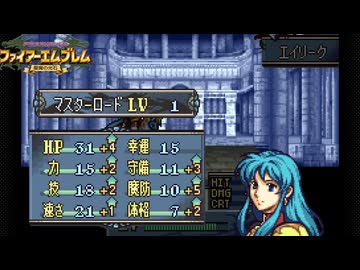 ファイアーエムブレム
エイリーク
マスターロード LV 1
HP 31+4 幸運 15
力 15+2 守備 11+3
技 18+2 魔防 10+5
速さ 21+1 体格 7+2
HIT
DMG
CRT